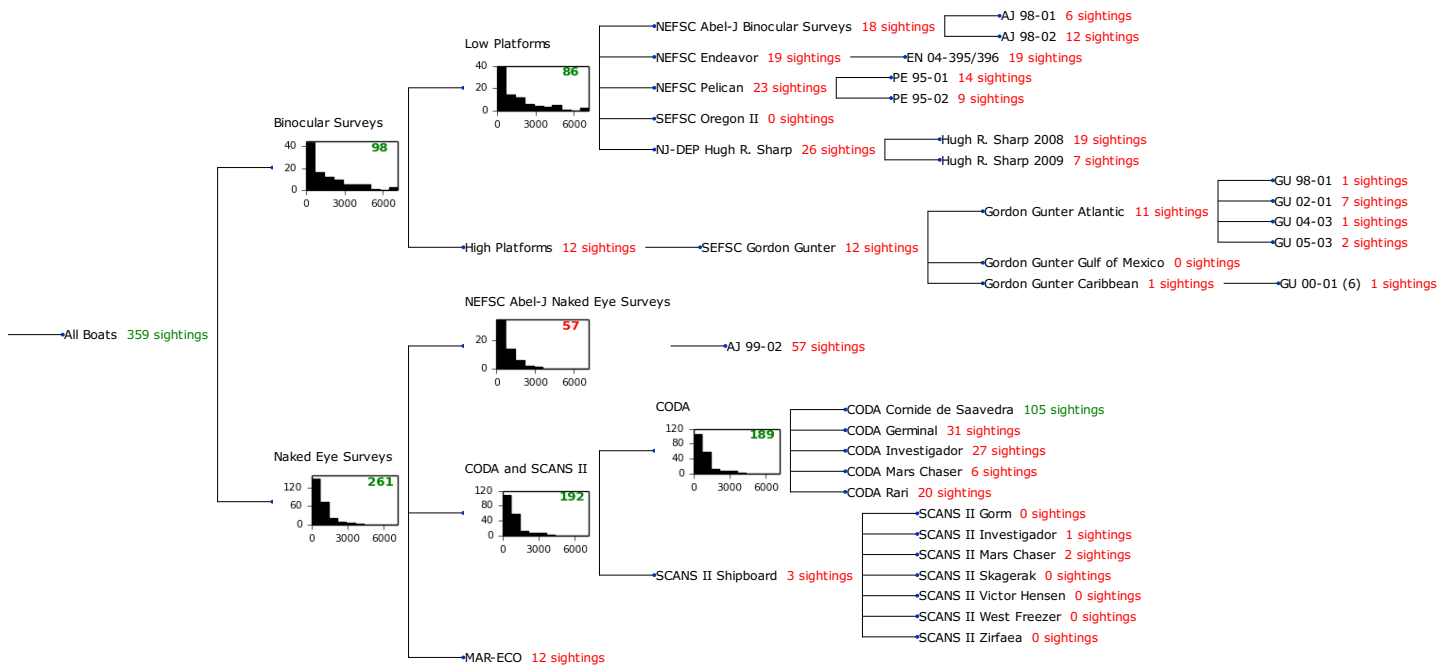 All Boats 359 sightings
Binocular Surveys
98
40
20
0
0 3000 6000
Low Platforms
86
40
20
0
0 3000 6000
NEFSC Abel-J Binocular Surveys 18 sightings
AJ 98-01 6 sightings
AJ 98-02 12 sightings
NEFSC Endeavor 19 sightings
EN 04-395/396 19 sightings
NEFSC Pelican 23 sightings
PE 95-01 14 sightings
PE 95-02 9 sightings
SEFSC Oregon II 0 sightings
NJ-DEP Hugh R. Sharp 26 sightings
Hugh R. Sharp 2008 19 sightings
Hugh R. Sharp 2009 7 sightings
High Platforms 12 sightings
SEFSC Gordon Gunter 12 sightings
Gordon Gunter Atlantic 11 sightings
GU 98-01 1 sightings
GU 02-01 7 sightings
GU 04-03 1 sightings
GU 05-03 2 sightings
Gordon Gunter Gulf of Mexico 0 sightings
Gordon Gunter Caribbean 1 sightings
GU 00-01 (6) 1 sightings
Naked Eye Surveys
261
120
60
0
0 3000 6000
NEFSC Abel-J Naked Eye Surveys
57
20
0
0 3000 6000
AJ 99-02 57 sightings
CODA and SCANS II
192
120
80
40
0
0 3000 6000
CODA
189
120
80
40
0
0 3000 6000
CODA Cornide de Saavedra 105 sightings
CODA Germinal 31 sightings
CODA Investigador 27 sightings
CODA Mars Chaser 6 sightings
CODA Rari 20 sightings
SCANS II Shipboard 3 sightings
SCANS II Gorm 0 sightings
SCANS II Investigador 1 sightings
SCANS II Mars Chaser 2 sightings
SCANS II Skagerak 0 sightings
SCANS II Victor Hensen 0 sightings
SCANS II West Freezer 0 sightings
SCANS II Zirfaea 0 sightings
MAR-ECO 12 sightings